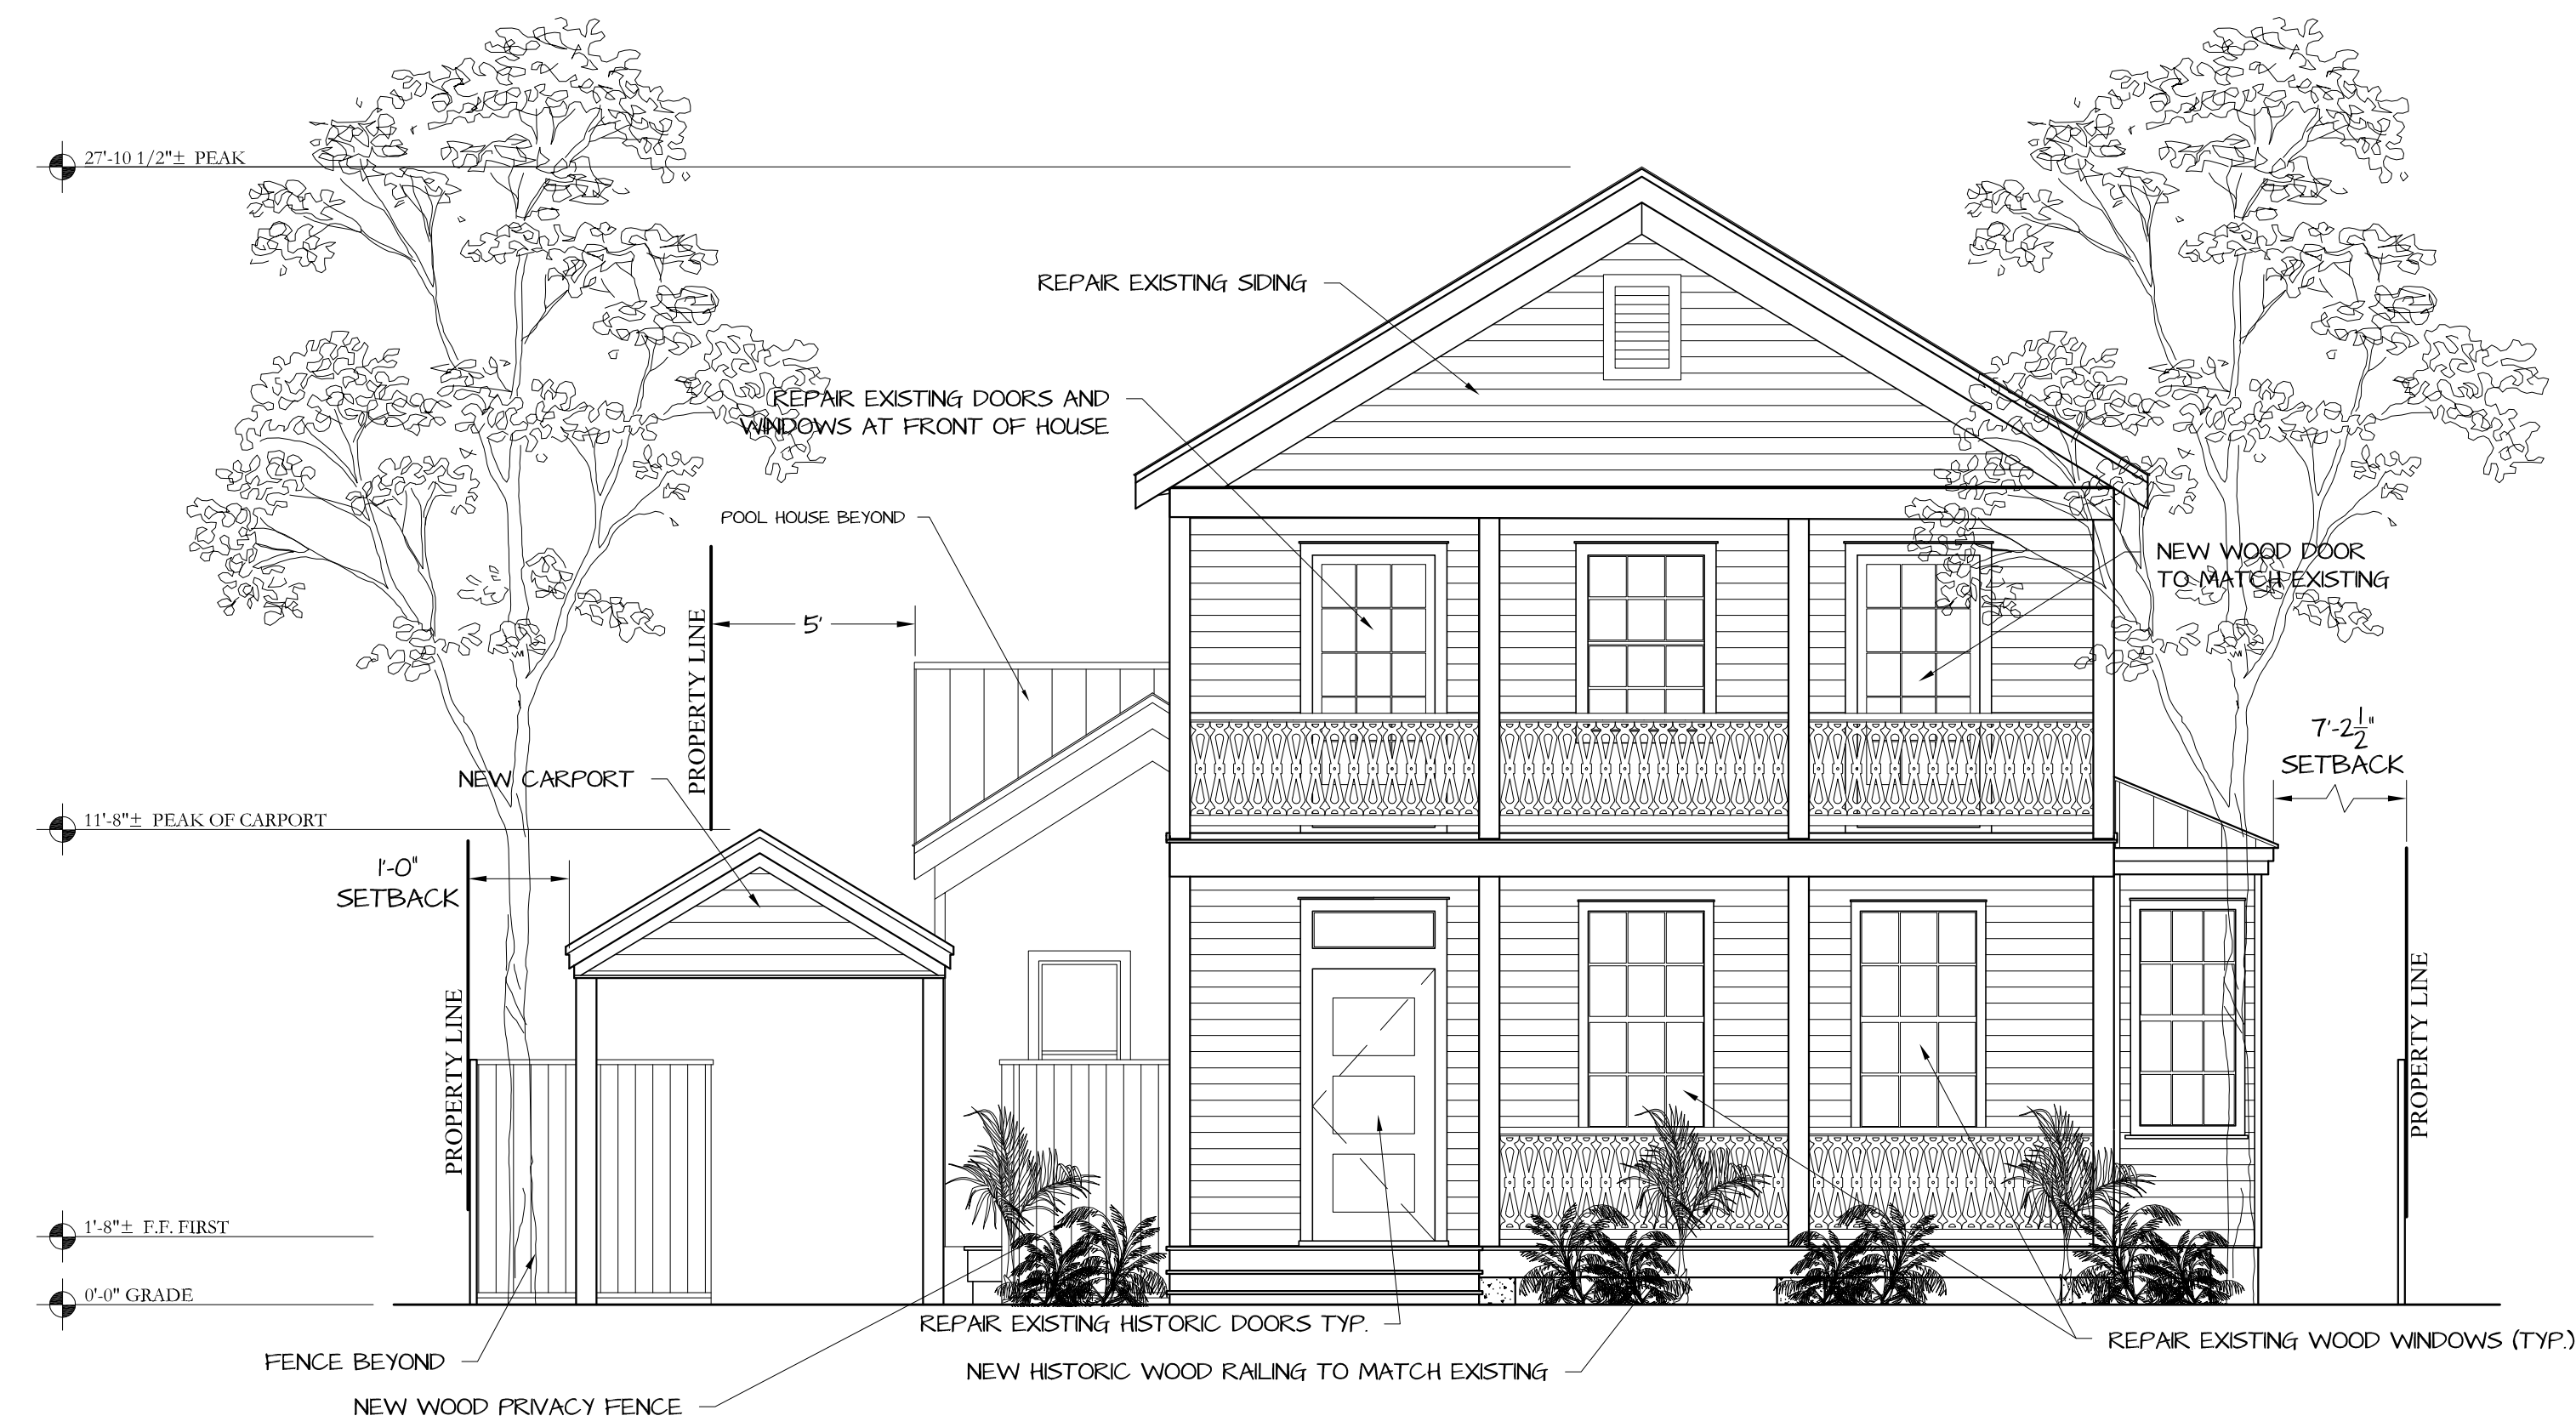 27'-10 1/2"± PEAK
REPAIR EXISTING SIDING
REPAIR EXISTING DOORS AND
WINDOWS AT FRONT OF HOUSE
POOL HOUSE BEYOND
NEW WOOD DOOR
TO MATCH EXISTING
PROPERTY LINE
5'
7'-2 1/2"
SETBACK
NEW CARPORT
11'-8"± PEAK OF CARPORT
1'-0"
SETBACK
PROPERTY LINE
PROPERTY LINE
1'-8"± F.F. FIRST
0'-0" GRADE
REPAIR EXISTING HISTORIC DOORS TYP.
REPAIR EXISTING WOOD WINDOWS (TYP.)
FENCE BEYOND
NEW HISTORIC WOOD RAILING TO MATCH EXISTING
NEW WOOD PRIVACY FENCE